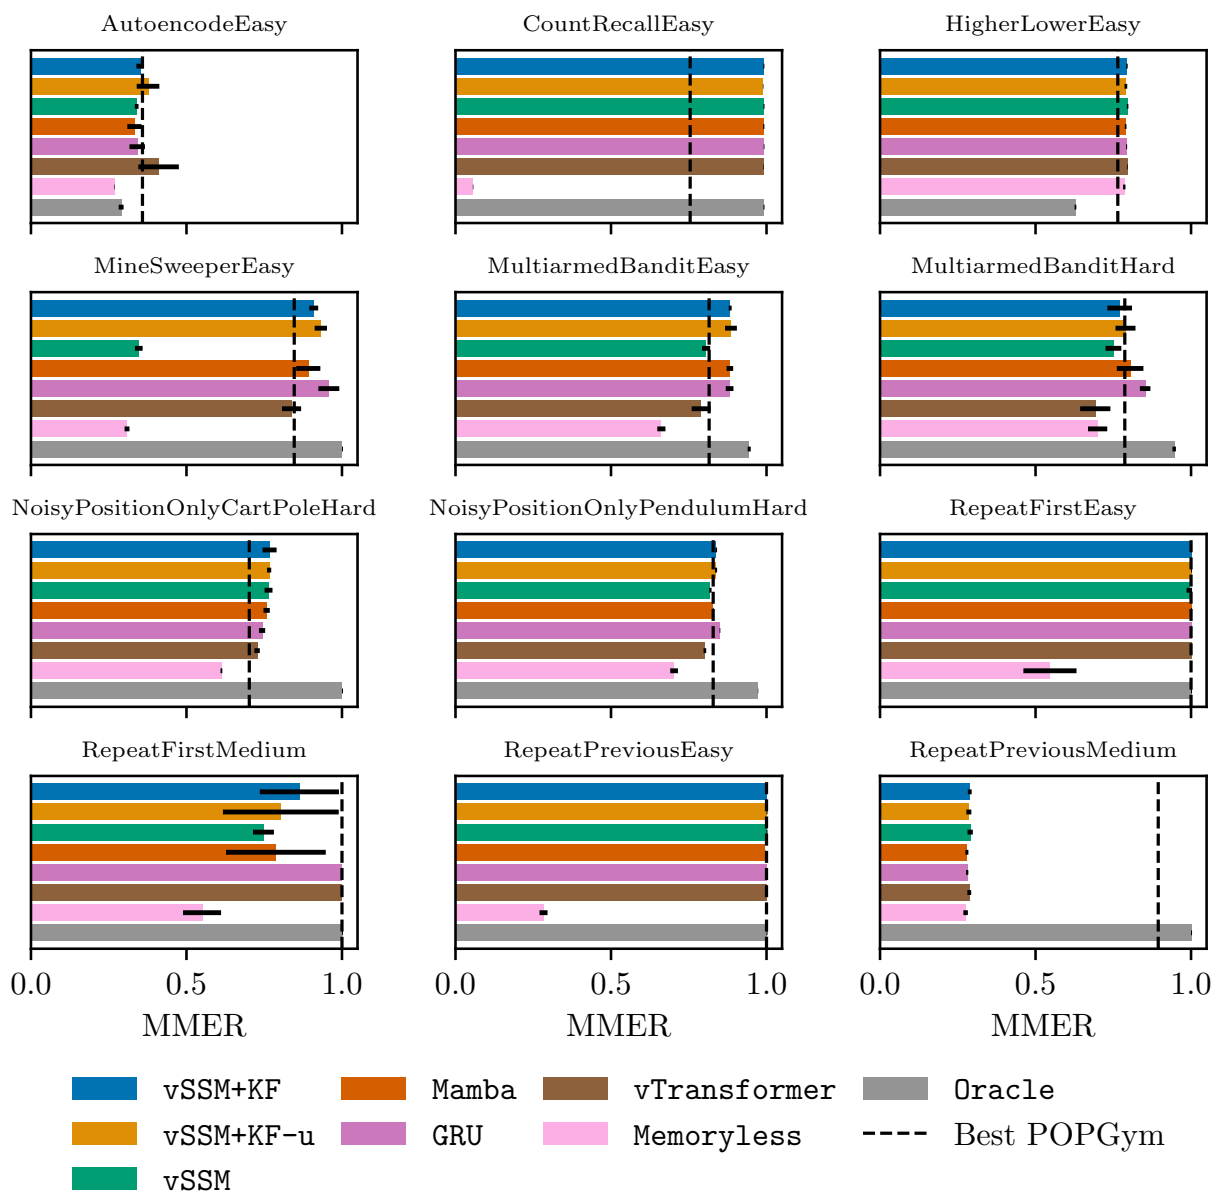 AutoencodeEasy
CountRecallEasy
HigherLowerEasy
MineSweeperEasy
MultiarmedBanditEasy
MultiarmedBanditHard
NoisyPositionOnlyCartPoleHard
NoisyPositionOnlyPendulumHard
RepeatFirstEasy
RepeatFirstMedium
RepeatPreviousEasy
RepeatPreviousMedium
0.0 0.5 1.0
0.0 0.5 1.0
0.0 0.5 1.0
MMER
MMER
MMER
vSSM+KF
vSSM+KF-u
vSSM
Mamba
GRU
vTransformer
Memoryless
Oracle
Best POPGym